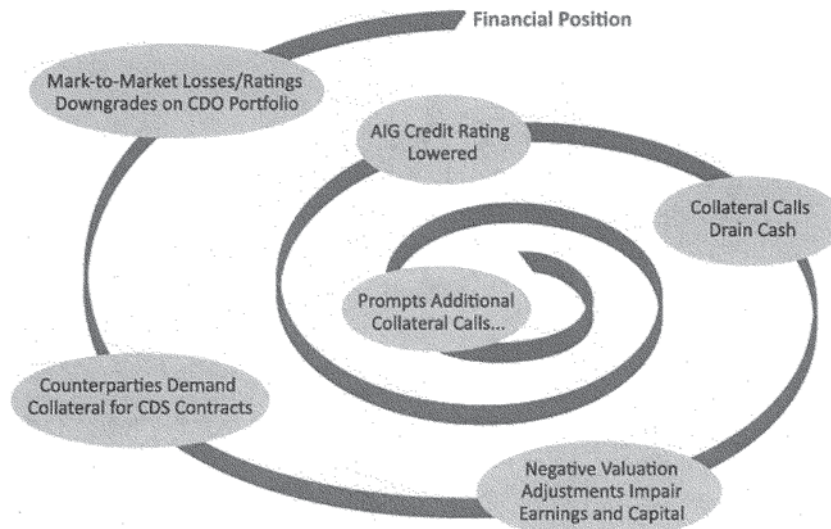 Financial Position
Mark-to-Market Losses/Ratings
Downgrades on CDO Portfolio
AIG Credit Rating
Lowered
Collateral Calls
Drain Cash
Prompts Additional
Collateral Calls...
Counterparties Demand
Collateral for CDS Contracts
Negative Valuation
Adjustments Impair
Earnings and Capital